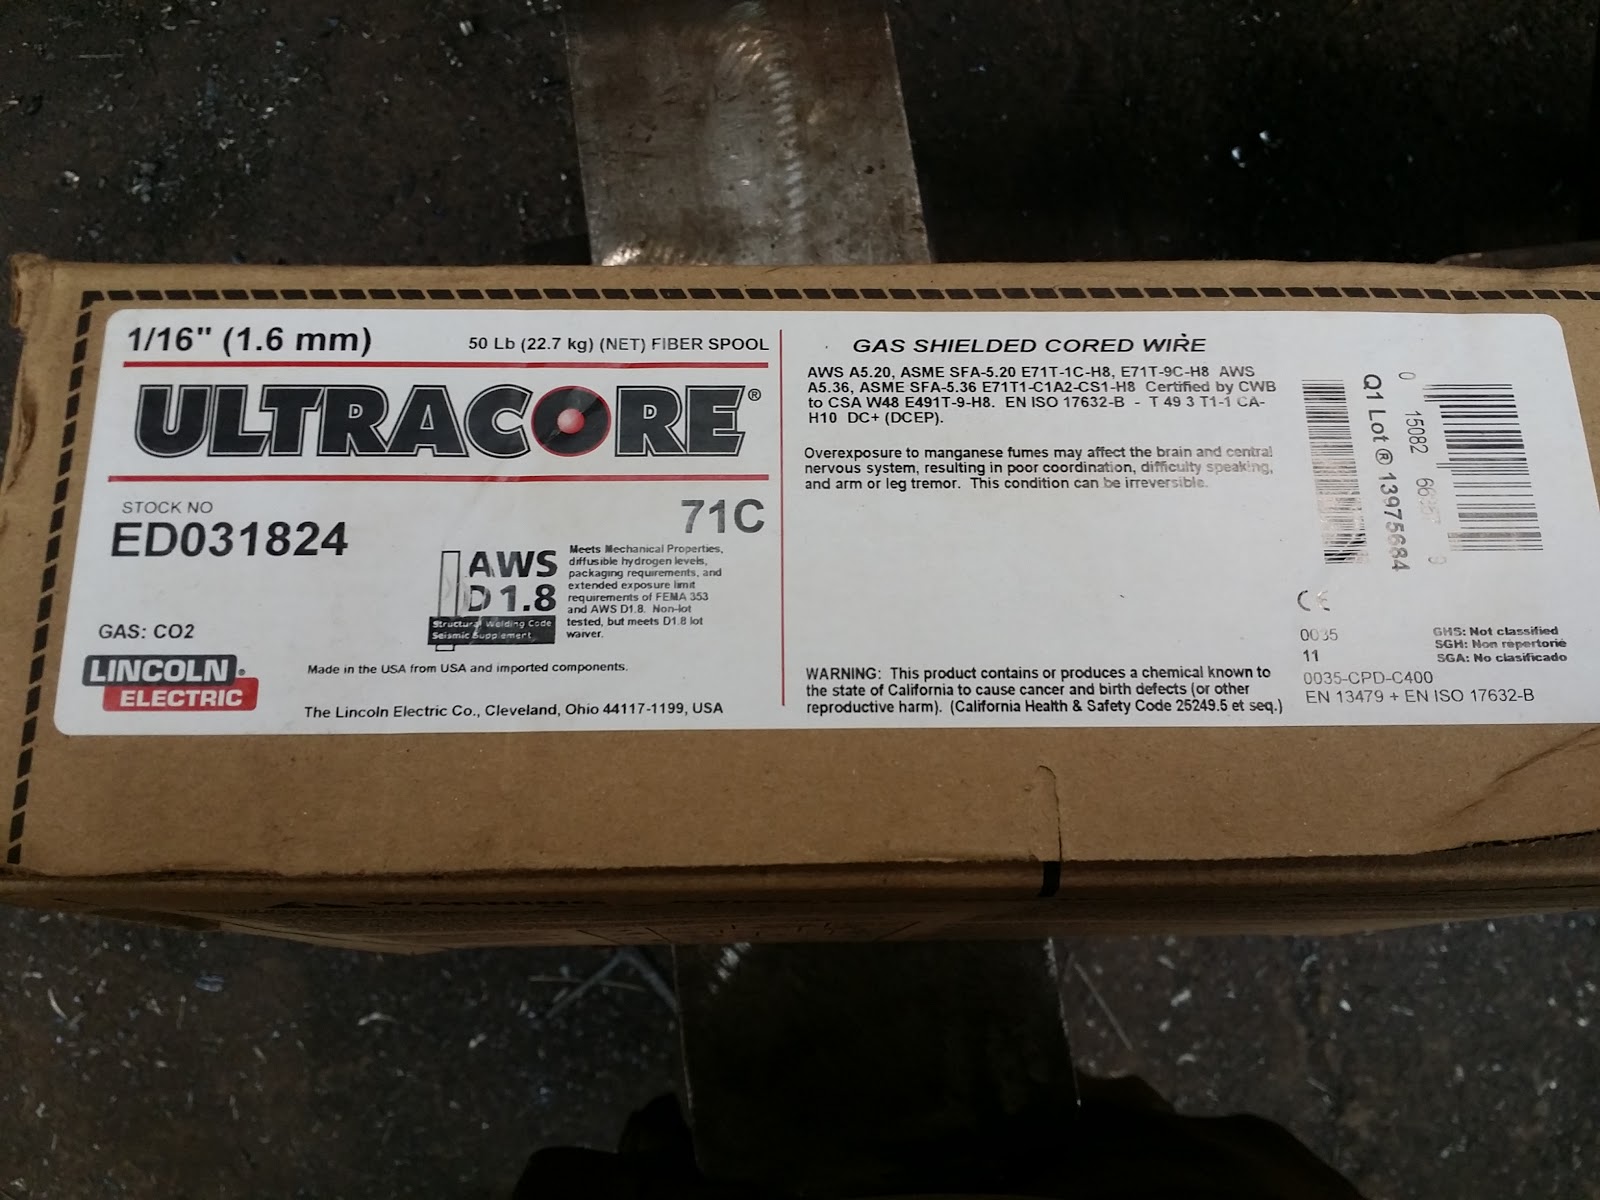 1/16" (1.6 mm)
50 Lb (22.7 kg) (NET) FIBER SPOOL
ULTRACORE®
STOCK NO
ED031824
71C
AWS
D1.8
Structural Welding Code
Seismic Supplement
Meets Mechanical Properties,
diffusible hydrogen levels,
packaging requirements, and
extended exposure limit
requirements of FEMA 353
and AWS D1.8. Non-lot
tested, but meets D1.8 lot
waiver.
GAS: CO2
LINCOLN
ELECTRIC
Made in the USA from USA and imported components.
The Lincoln Electric Co., Cleveland, Ohio 44117-1199, USA
GAS SHIELDED CORED WIRE
AWS A5.20, ASME SFA-5.20 E71T-1C-H8, E71T-9C-H8 AWS
A5.36, ASME SFA-5.36 E71T1-C1A2-CS1-H8 Certified by CWB
to CSA W48 E491T-9-H8. EN ISO 17632-B - T 49 3 T1-1 CA-
H10 DC+ (DCEP).
Overexposure to manganese fumes may affect the brain and central
nervous system, resulting in poor coordination, difficulty speaking,
and arm or leg tremor. This condition can be irreversible.
WARNING: This product contains or produces a chemical known to
the state of California to cause cancer and birth defects (or other
reproductive harm). (California Health & Safety Code 25249.5 et seq.)
Q1 Lot ® 13975684
0 15082
CE
0035
11
0035-CPD-C400
EN 13479 + EN ISO 17632-B
GHS: Not classified
SGH: Non repertorié
SGA: No clasificado